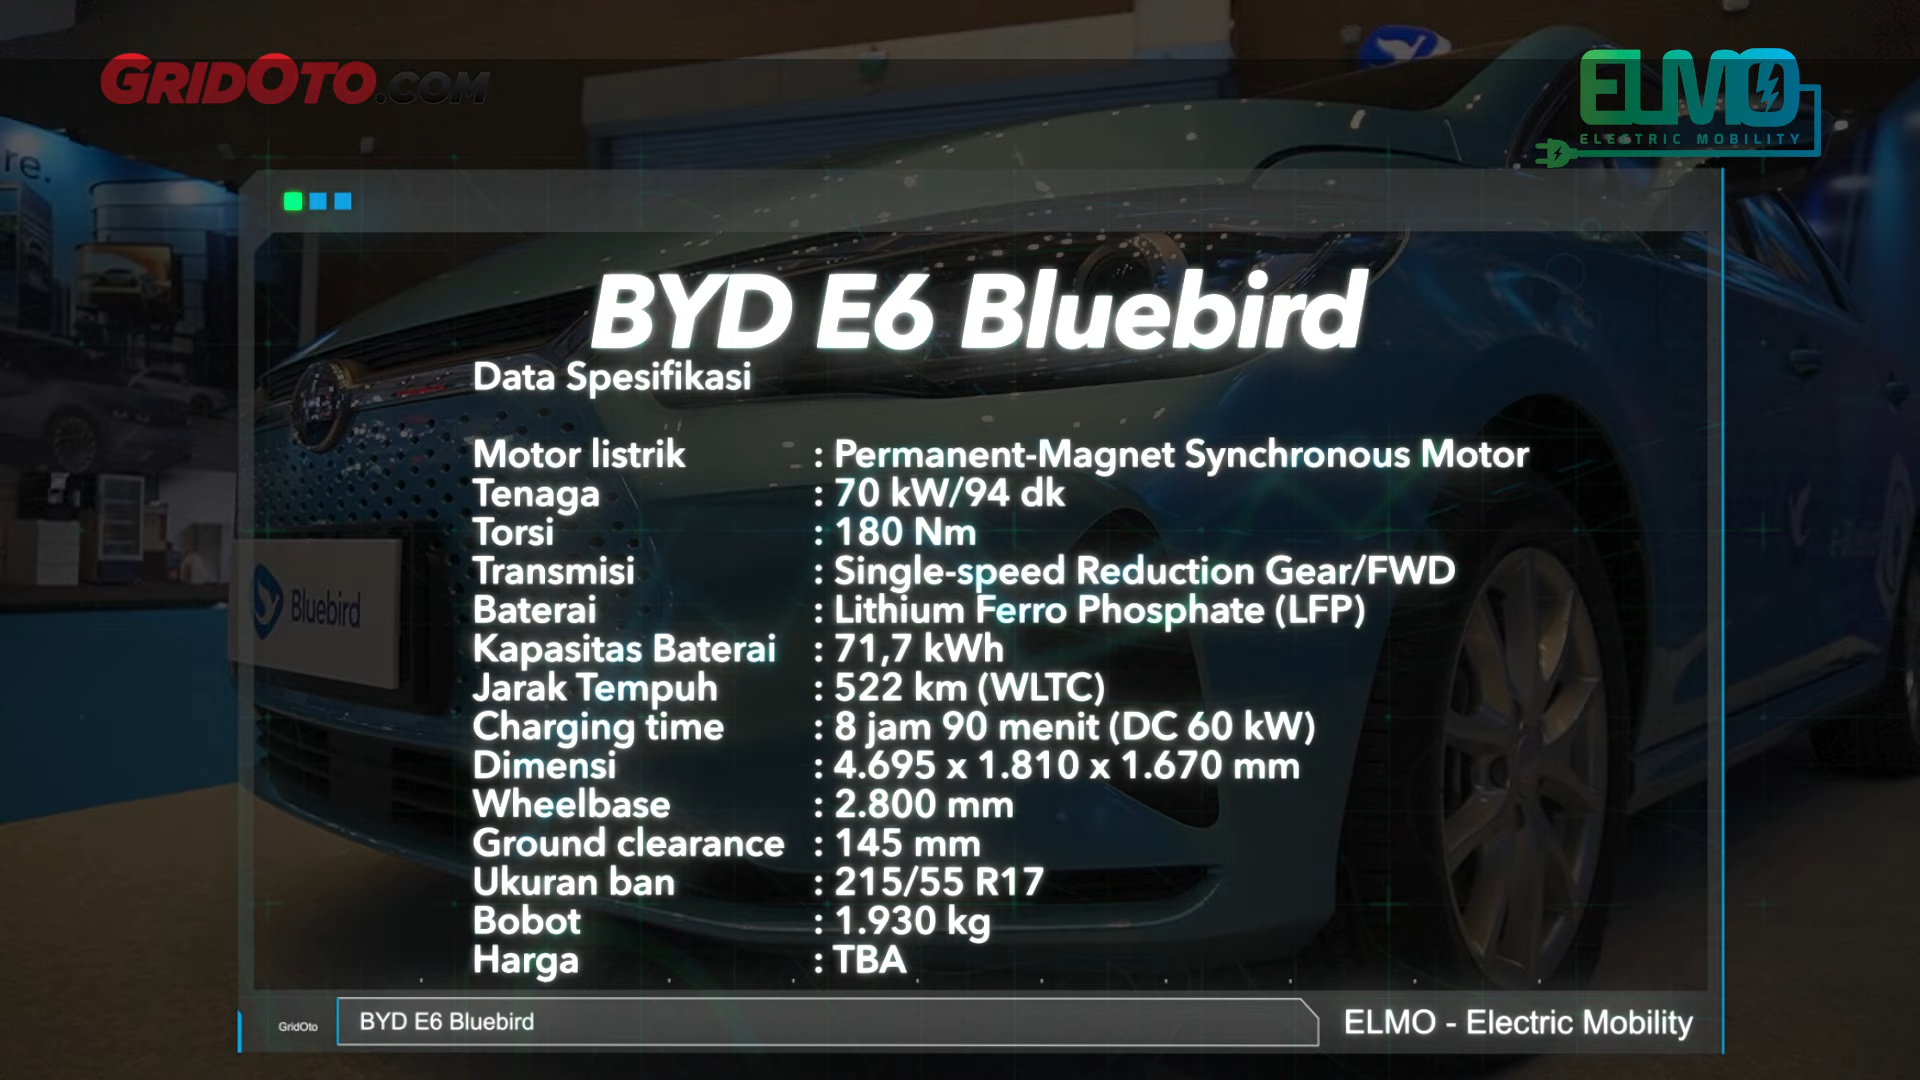 GRIDOTO.COM
ELMO
ELECTRIC MOBILITY
re.
BYD E6 Bluebird
Data Spesifikasi
Motor listrik : Permanent-Magnet Synchronous Motor
Tenaga : 70 kW/94 dk
Torsi : 180 Nm
Transmisi : Single-speed Reduction Gear/FWD
Baterai : Lithium Ferro Phosphate (LFP)
Kapasitas Baterai : 71,7 kWh
Jarak Tempuh : 522 km (WLTC)
Charging time : 8 jam 90 menit (DC 60 kW)
Dimensi : 4.695 x 1.810 x 1.670 mm
Wheelbase : 2.800 mm
Ground clearance : 145 mm
Ukuran ban : 215/55 R17
Bobot : 1.930 kg
Harga : TBA
Bluebird
GridOto
BYD E6 Bluebird
ELMO - Electric Mobility